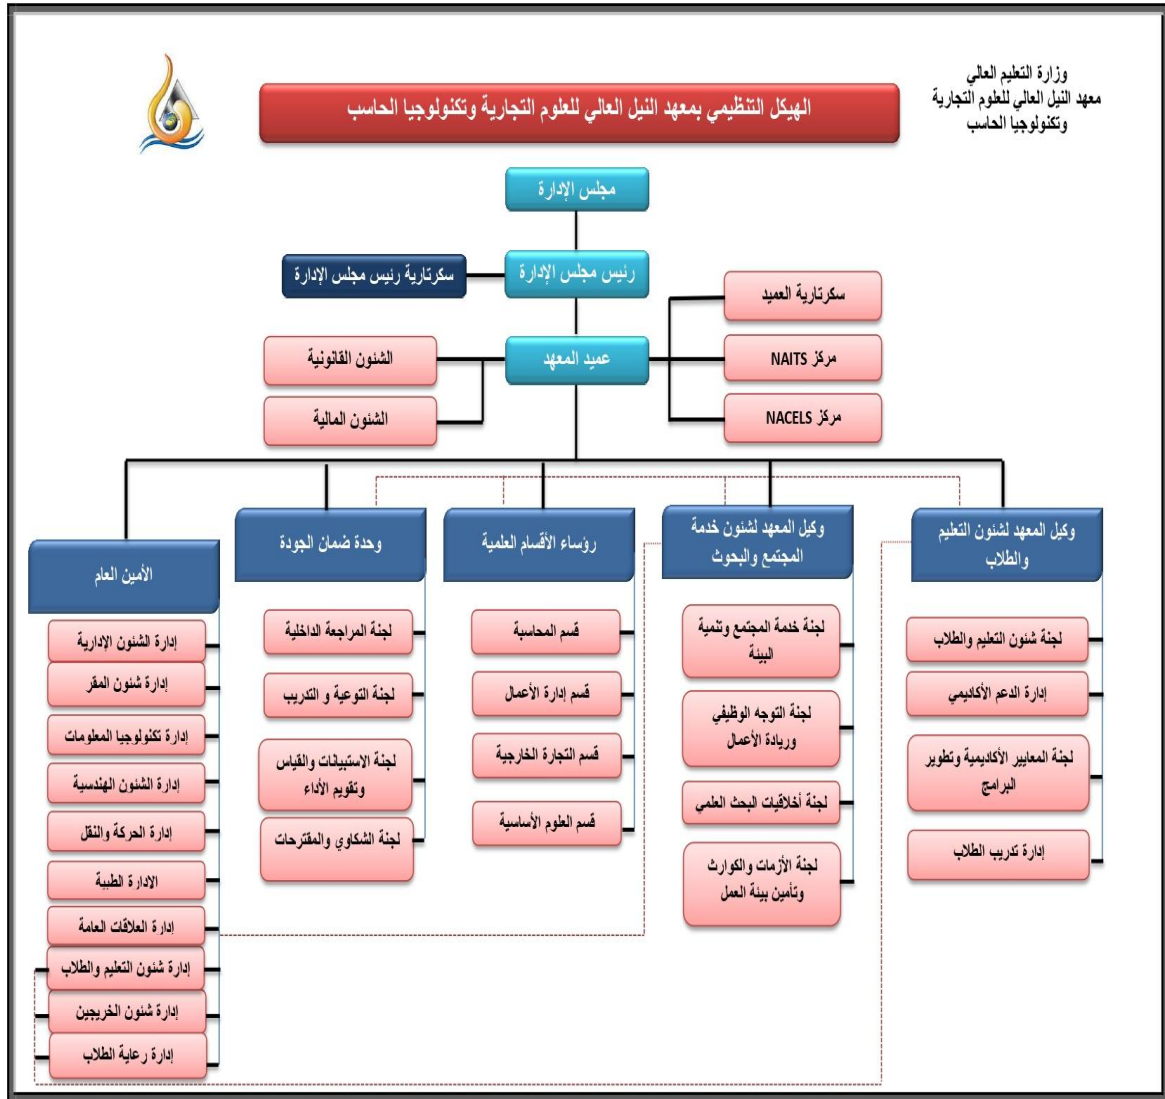 وزارة التعليم العالي
معهد النيل العالي للعلوم التجارية
وتكنولوجيا الحاسب
الهيكل التنظيمي بمعهد النيل العالي للعلوم التجارية وتكنولوجيا الحاسب
مجلس الإدارة
رئيس مجلس الإدارة
سكرتارية رئيس مجلس الإدارة
سكرتارية العميد
عميد المعهد
مركز NAITS
مركز NACELS
الشئون القانونية
الشئون المالية
وكيل المعهد لشئون التعليم
والطلاب
لجنة شئون التعليم والطلاب
إدارة الدعم الأكاديمي
لجنة المعايير الأكاديمية وتطوير
البرامج
إدارة تدريب الطلاب
وكيل المعهد لشئون خدمة
المجتمع والبحوث
لجنة خدمة المجتمع وتنمية
البيئة
لجنة التوجه الوظيفي
وريادة الأعمال
لجنة أخلاقيات البحث العلمي
لجنة الأزمات والكوارث
وتأمين بيئة العمل
رؤساء الأقسام العلمية
قسم المحاسبة
قسم إدارة الأعمال
قسم التجارة الخارجية
قسم العلوم الأساسية
وحدة ضمان الجودة
لجنة المراجعة الداخلية
لجنة التوعية و التدريب
لجنة الاستبيانات والقياس
وتقويم الأداء
لجنة الشكاوي والمقترحات
الأمين العام
إدارة الشئون الإدارية
إدارة شئون المقر
إدارة تكنولوجيا المعلومات
إدارة الشئون الهندسية
إدارة الحركة والنقل
الادارة الطبية
إدارة العلاقات العامة
إدارة شئون التعليم والطلاب
إدارة شئون الخريجين
إدارة رعاية الطلاب